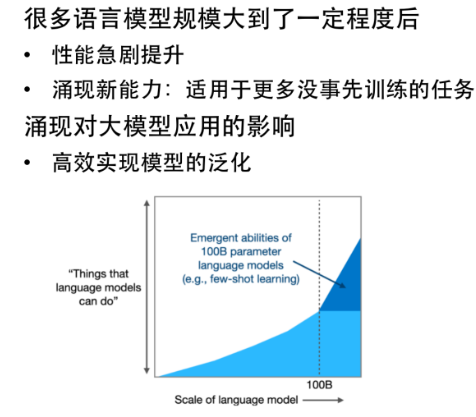 很多语言模型规模大到了一定程度后
• 性能急剧提升
• 涌现新能力：适用于更多没事先训练的任务
涌现对大模型应用的影响
• 高效实现模型的泛化
Emergent abilities of
100B parameter
language models
(e.g., few-shot learning)
"Things that
language models
can do"
100B
Scale of language model